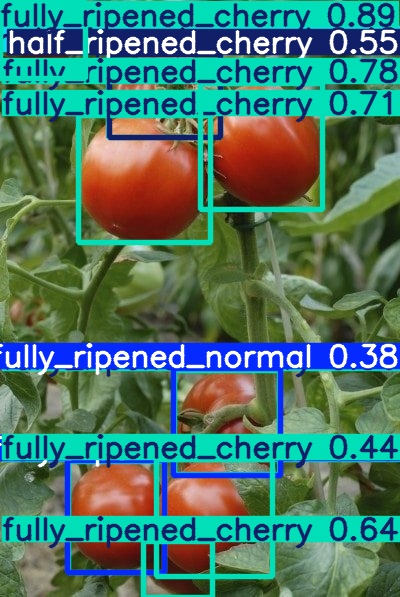 fully_ripened_cherry 0.89
half_ripened_cherry 0.55
fully_ripened_cherry 0.78
fully_ripened_cherry 0.71
fully_ripened_normal 0.38
fully_ripened_cherry 0.44
fully_ripened_cherry 0.64